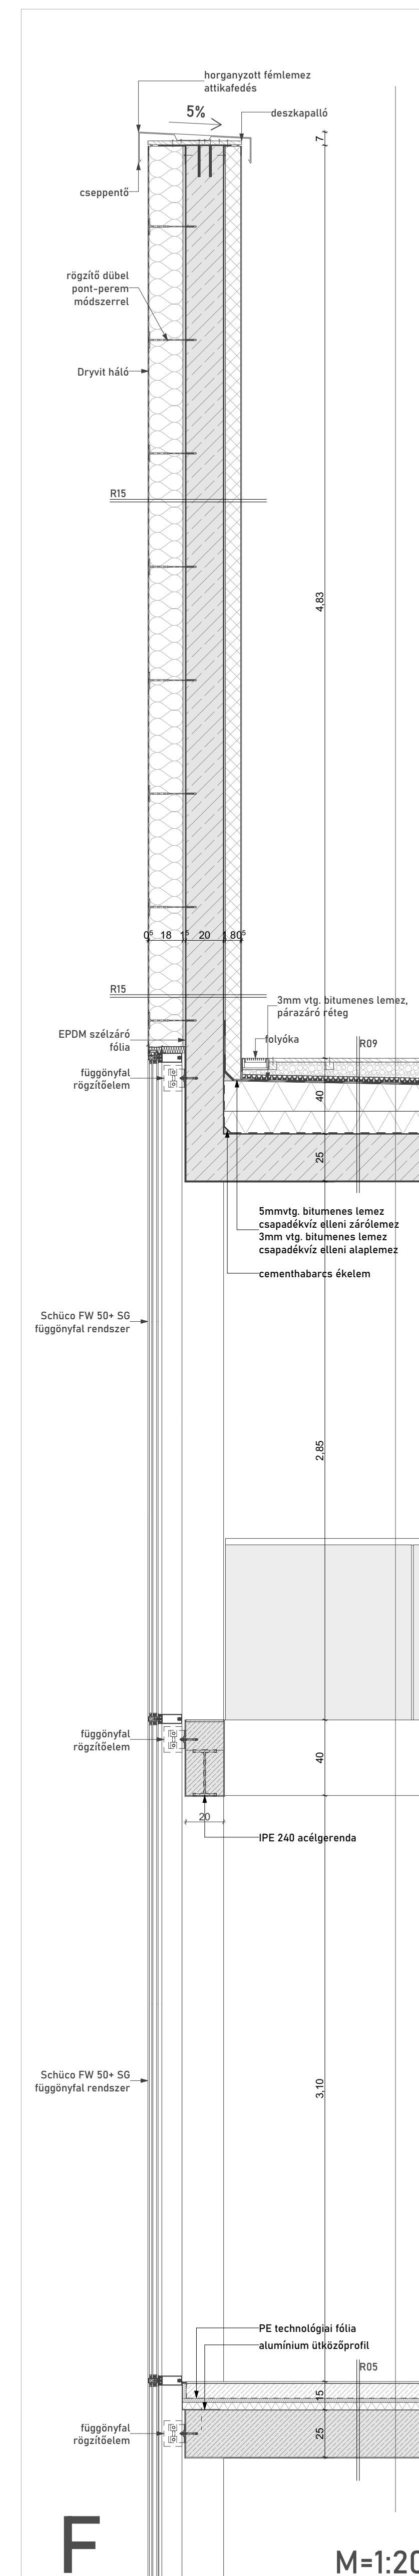 horganyzott fémlemez
attikafedés
5%
deszkapalló
7
cseppentő
rögzítő dübel
pont-perem
módszerrel
Dryvit háló
R15
4,83
0⁵ 18 1⁵ 20 1 80⁵
R15
3mm vtg. bitumenes lemez,
párazáró réteg
EPDM szélzáró
fólia
folyóka
R09
függönyfal
rögzítőelem
40
25
5mmvtg. bitumenes lemez
csapadékvíz elleni zárólemez
3mm vtg. bitumenes lemez
csapadékvíz elleni alaplemez
cementhabarcs ékelem
Schüco FW 50+ SG
függönyfal rendszer
2,85
függönyfal
rögzítőelem
40
20
IPE 240 acélgerenda
Schüco FW 50+ SG
függönyfal rendszer
3,10
PE technológiai fólia
alumínium ütközőprofil
R05
15
függönyfal
rögzítőelem
25
F
M=1:20